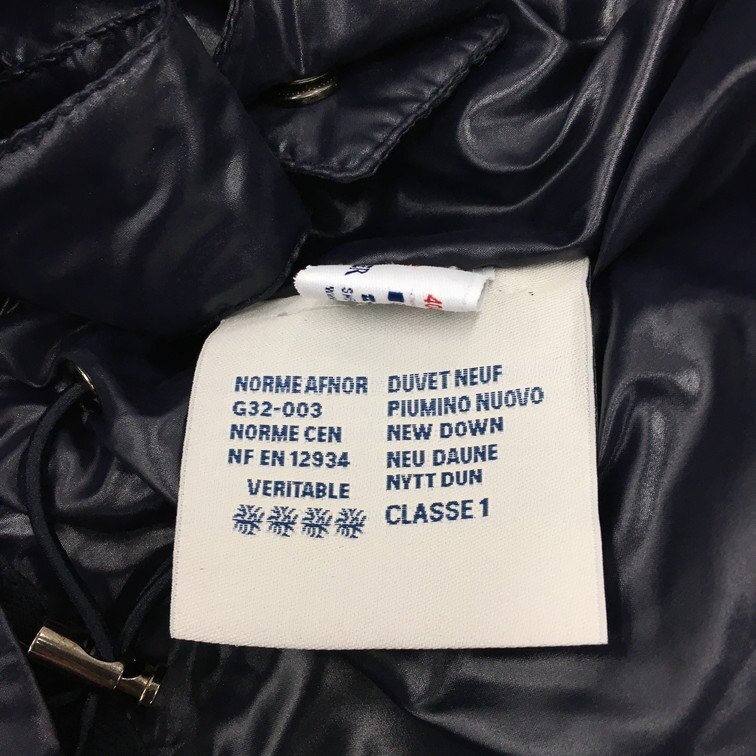 40
NORME AFNOR
G32-003
NORME CEN
NF EN 12934
VERITABLE
DUVET NEUF
PIUMINO NUOVO
NEW DOWN
NEU DAUNE
NYTT DUN
CLASSE 1